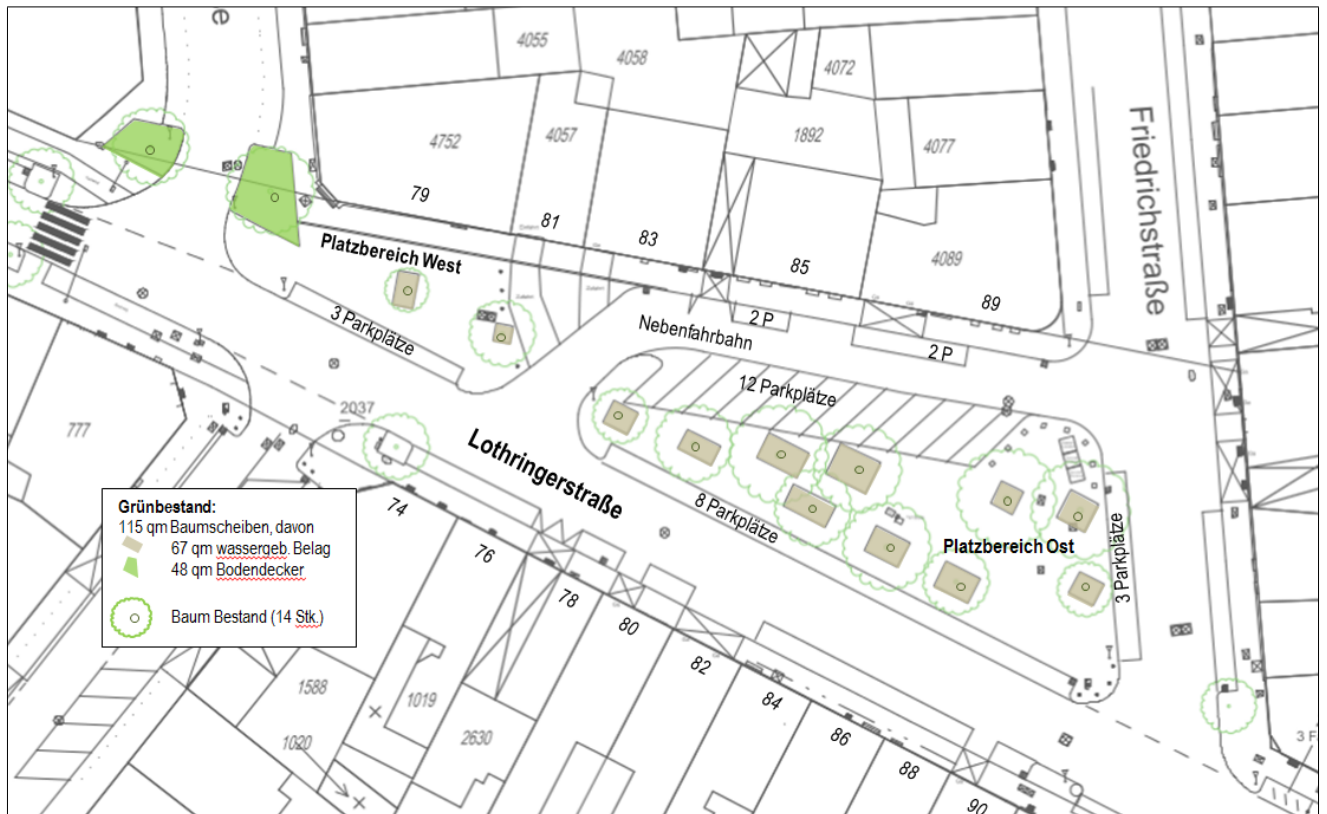 e
4055
4058
4072
4752
4057
1892
4077
Friedrichstraße
79
81
83
85
4089
89
Platzbereich West
3 Parkplätze
2 P
Nebenfahrbahn
2 P
12 Parkplätze
2037
777
Lothringerstraße
8 Parkplätze
Platzbereich Ost
3 Parkplätze
Grünbestand:
115 qm Baumscheiben, davon
67 qm wassergeb. Belag
48 qm Bodendecker
Baum Bestand (14 Stk.)
74
76
78
80
82
84
86
88
90
1588
1019
1020
2630
3 F